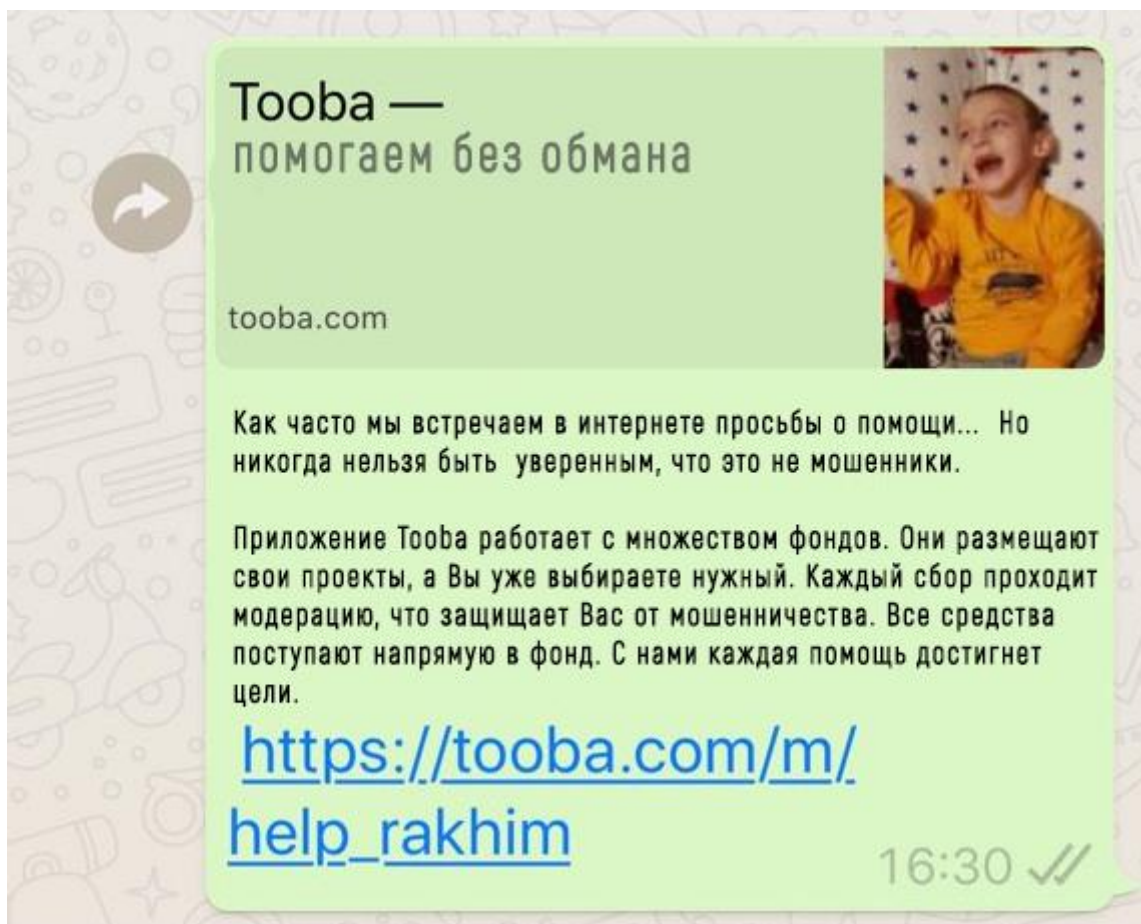 Tooba —
помогаем без обмана
tooba.com
Как часто мы встречаем в интернете просьбы о помощи... Но
никогда нельзя быть уверенным, что это не мошенники.
Приложение Tooba работает с множеством фондов. Они размещают
свои проекты, а Вы уже выбираете нужный. Каждый сбор проходит
модерацию, что защищает Вас от мошенничества. Все средства
поступают напрямую в фонд. С нами каждая помощь достигнет
цели.
https://tooba.com/m/
help_rakhim
16:30